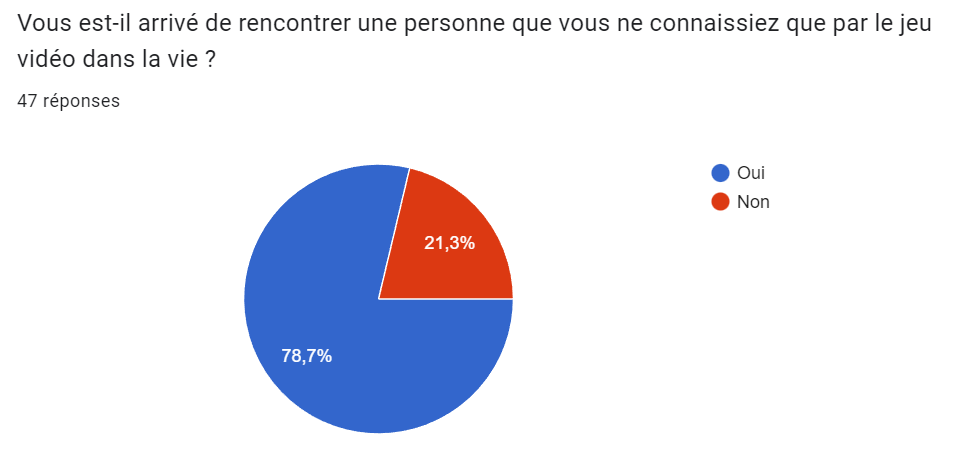 Vous est-il arrivé de rencontrer une personne que vous ne connaissiez que par le jeu
vidéo dans la vie ?
47 réponses
Oui
Non
21,3%
78,7%